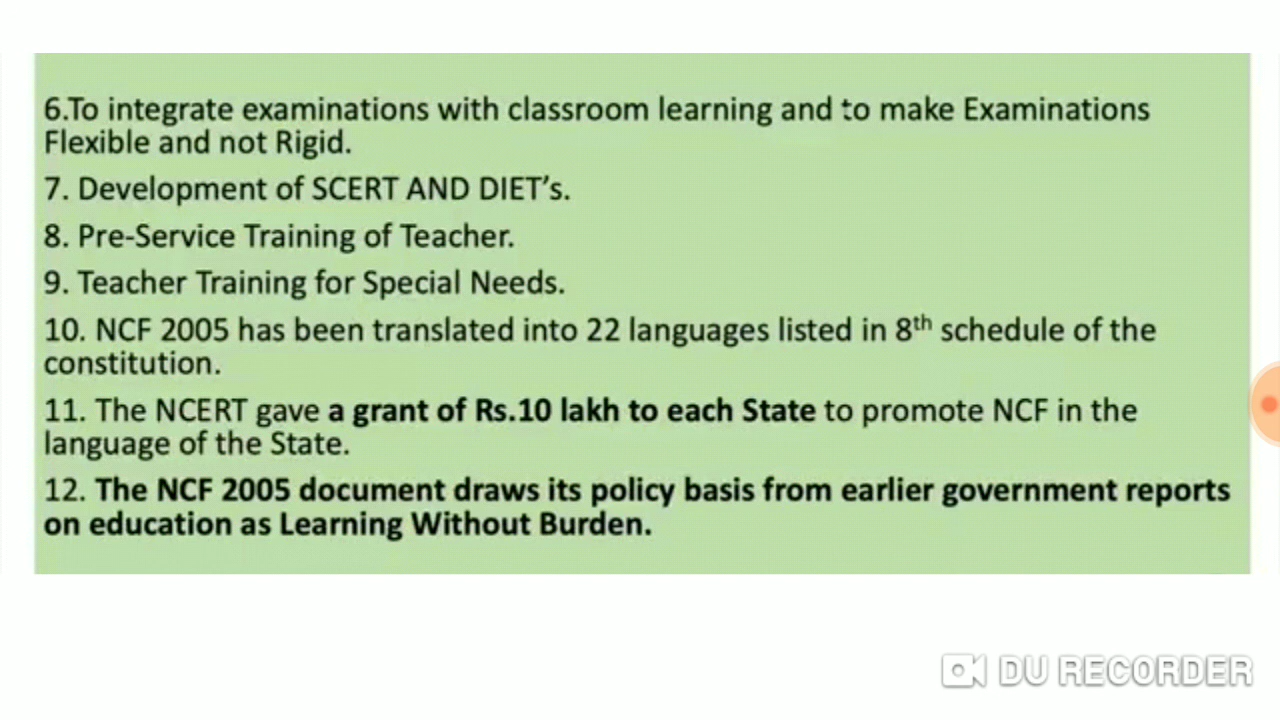 6.To integrate examinations with classroom learning and to make Examinations
Flexible and not Rigid.
7. Development of SCERT AND DIET's.
8. Pre-Service Training of Teacher.
9. Teacher Training for Special Needs.
10. NCF 2005 has been translated into 22 languages listed in 8th schedule of the
constitution.
11. The NCERT gave a grant of Rs.10 lakh to each State to promote NCF in the
language of the State.
12. The NCF 2005 document draws its policy basis from earlier government reports
on education as Learning Without Burden.
DU RECORDER